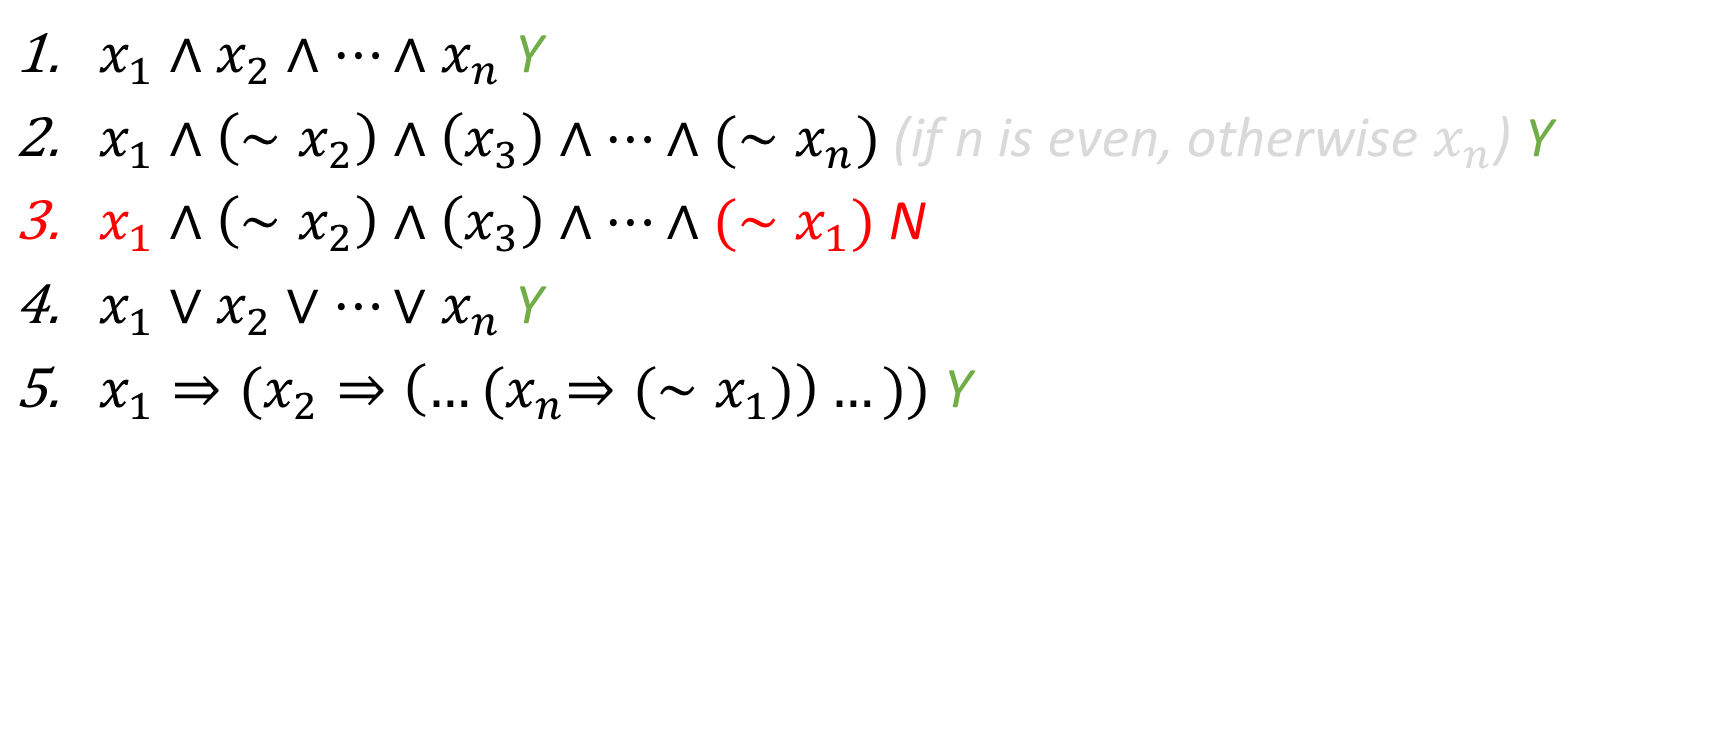 1. x₁ ∧ x₂ ∧ ⋯ ∧ xₙ Y
2. x₁ ∧ (∼ x₂) ∧ (x₃) ∧ ⋯ ∧ (∼ xₙ) (if n is even, otherwise xₙ) Y
3. x₁ ∧ (∼ x₂) ∧ (x₃) ∧ ⋯ ∧ (∼ x₁) N
4. x₁ ∨ x₂ ∨ ⋯ ∨ xₙ Y
5. x₁ ⇒ (x₂ ⇒ (… (xₙ⇒ (∼ x₁)) … )) Y